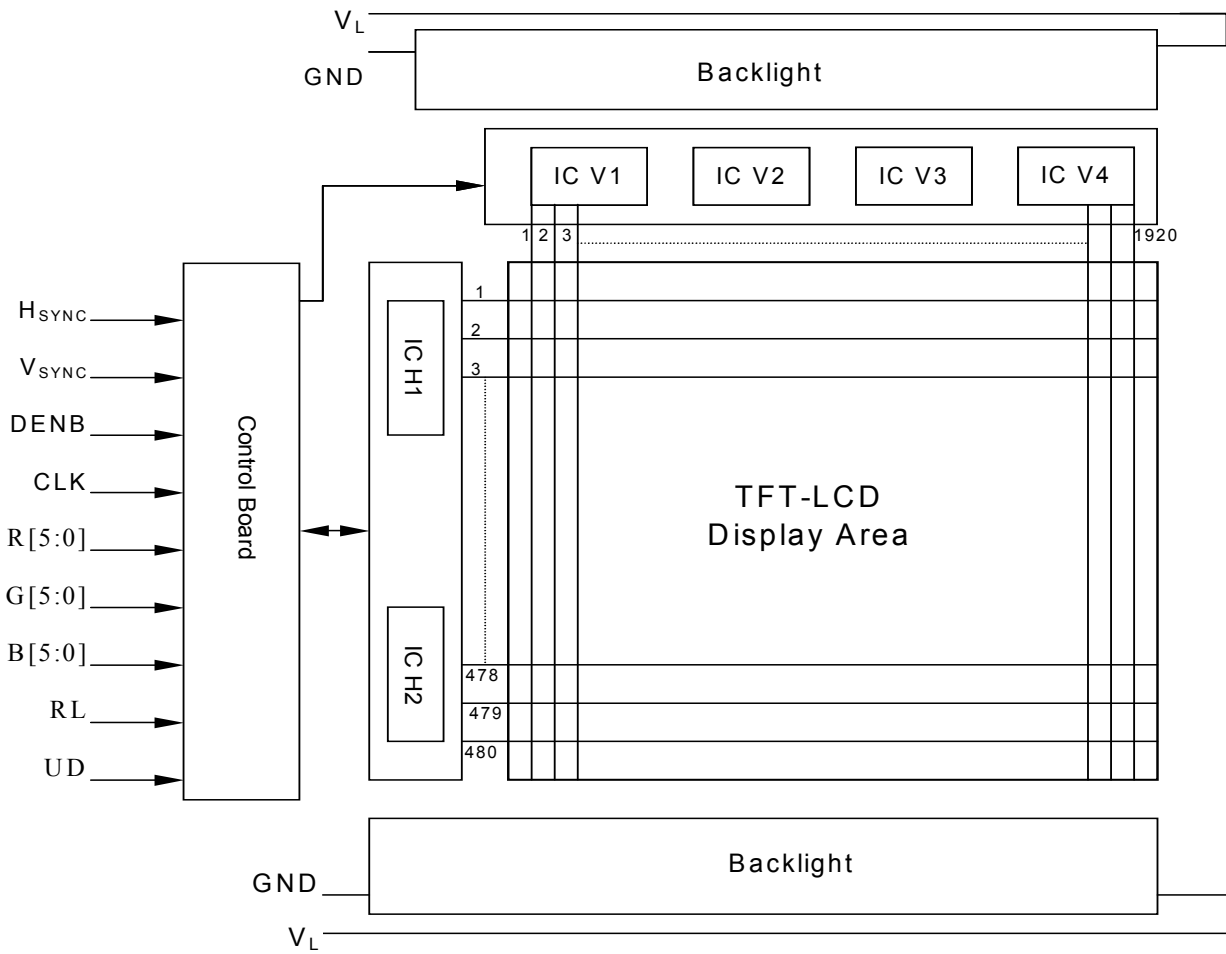 V_L
GND
Backlight
IC V1 IC V2 IC V3 IC V4
1 2 3 1920
H_SYNC
V_SYNC
DENB
CLK
R[5:0]
G[5:0]
B[5:0]
RL
UD
Control Board
IC H1
IC H2
1
2
3
478
479
480
TFT-LCD
Display Area
Backlight
GND
V_L